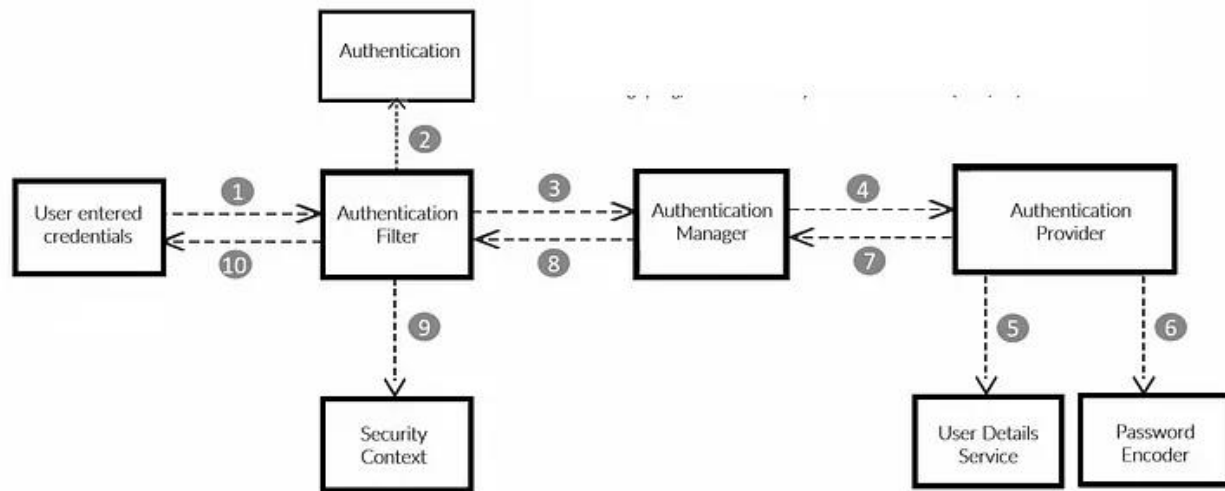 Authentication
2
User entered
credentials
1
10
Authentication
Filter
3
8
Authentication
Manager
4
7
Authentication
Provider
9
5
6
Security
Context
User Details
Service
Password
Encoder